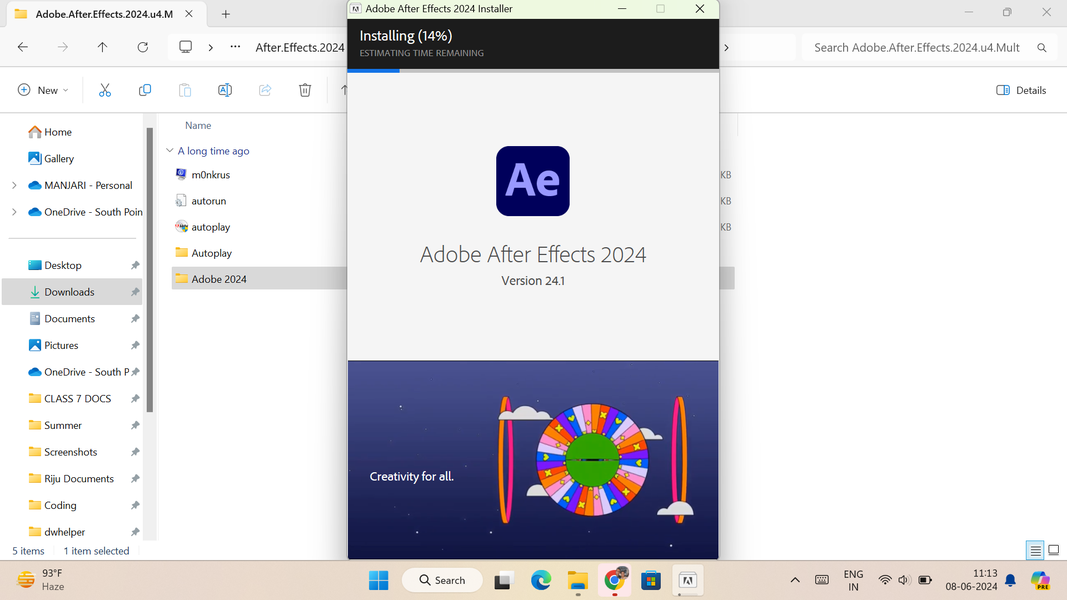 Adobe.After.Effects.2024.u4.M
Adobe After Effects 2024 Installer
Installing (14%)
ESTIMATING TIME REMAINING
After.Effects.2024
Search Adobe.After.Effects.2024.u4.Mult
New
Details
Name
Home
A long time ago
Gallery
m0nkrus
KB
MANJARI - Personal
autorun
KB
OneDrive - South Poin
autoplay
KB
Autoplay
Desktop
Adobe 2024
Downloads
Documents
Pictures
OneDrive - South P
CLASS 7 DOCS
Summer
Screenshots
Riju Documents
Coding
dwhelper
Ae
Adobe After Effects 2024
Version 24.1
Creativity for all.
5 items
1 item selected
93°F
Haze
Search
ENG
IN
11:13
08-06-2024
PRE